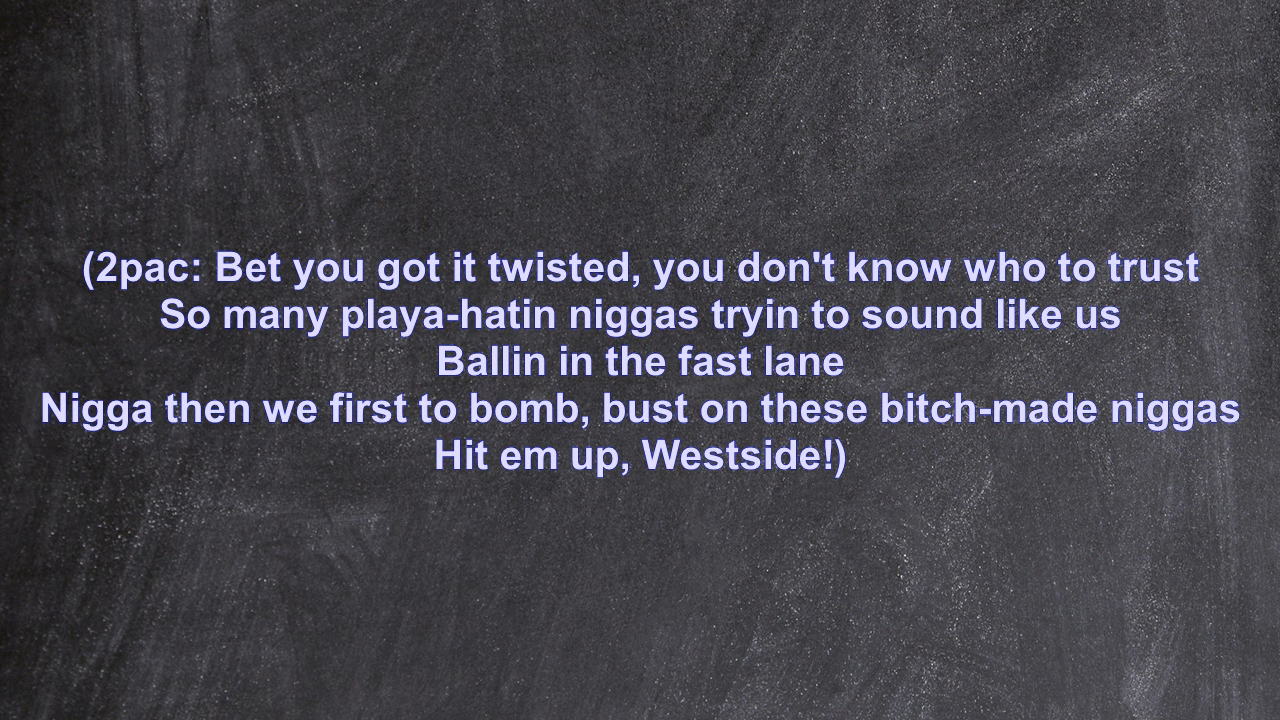 (2pac: Bet you got it twisted, you don't know who to trust
So many playa-hatin niggas tryin to sound like us
Ballin in the fast lane
Nigga then we first to bomb, bust on these bitch-made niggas
Hit em up, Westside!)